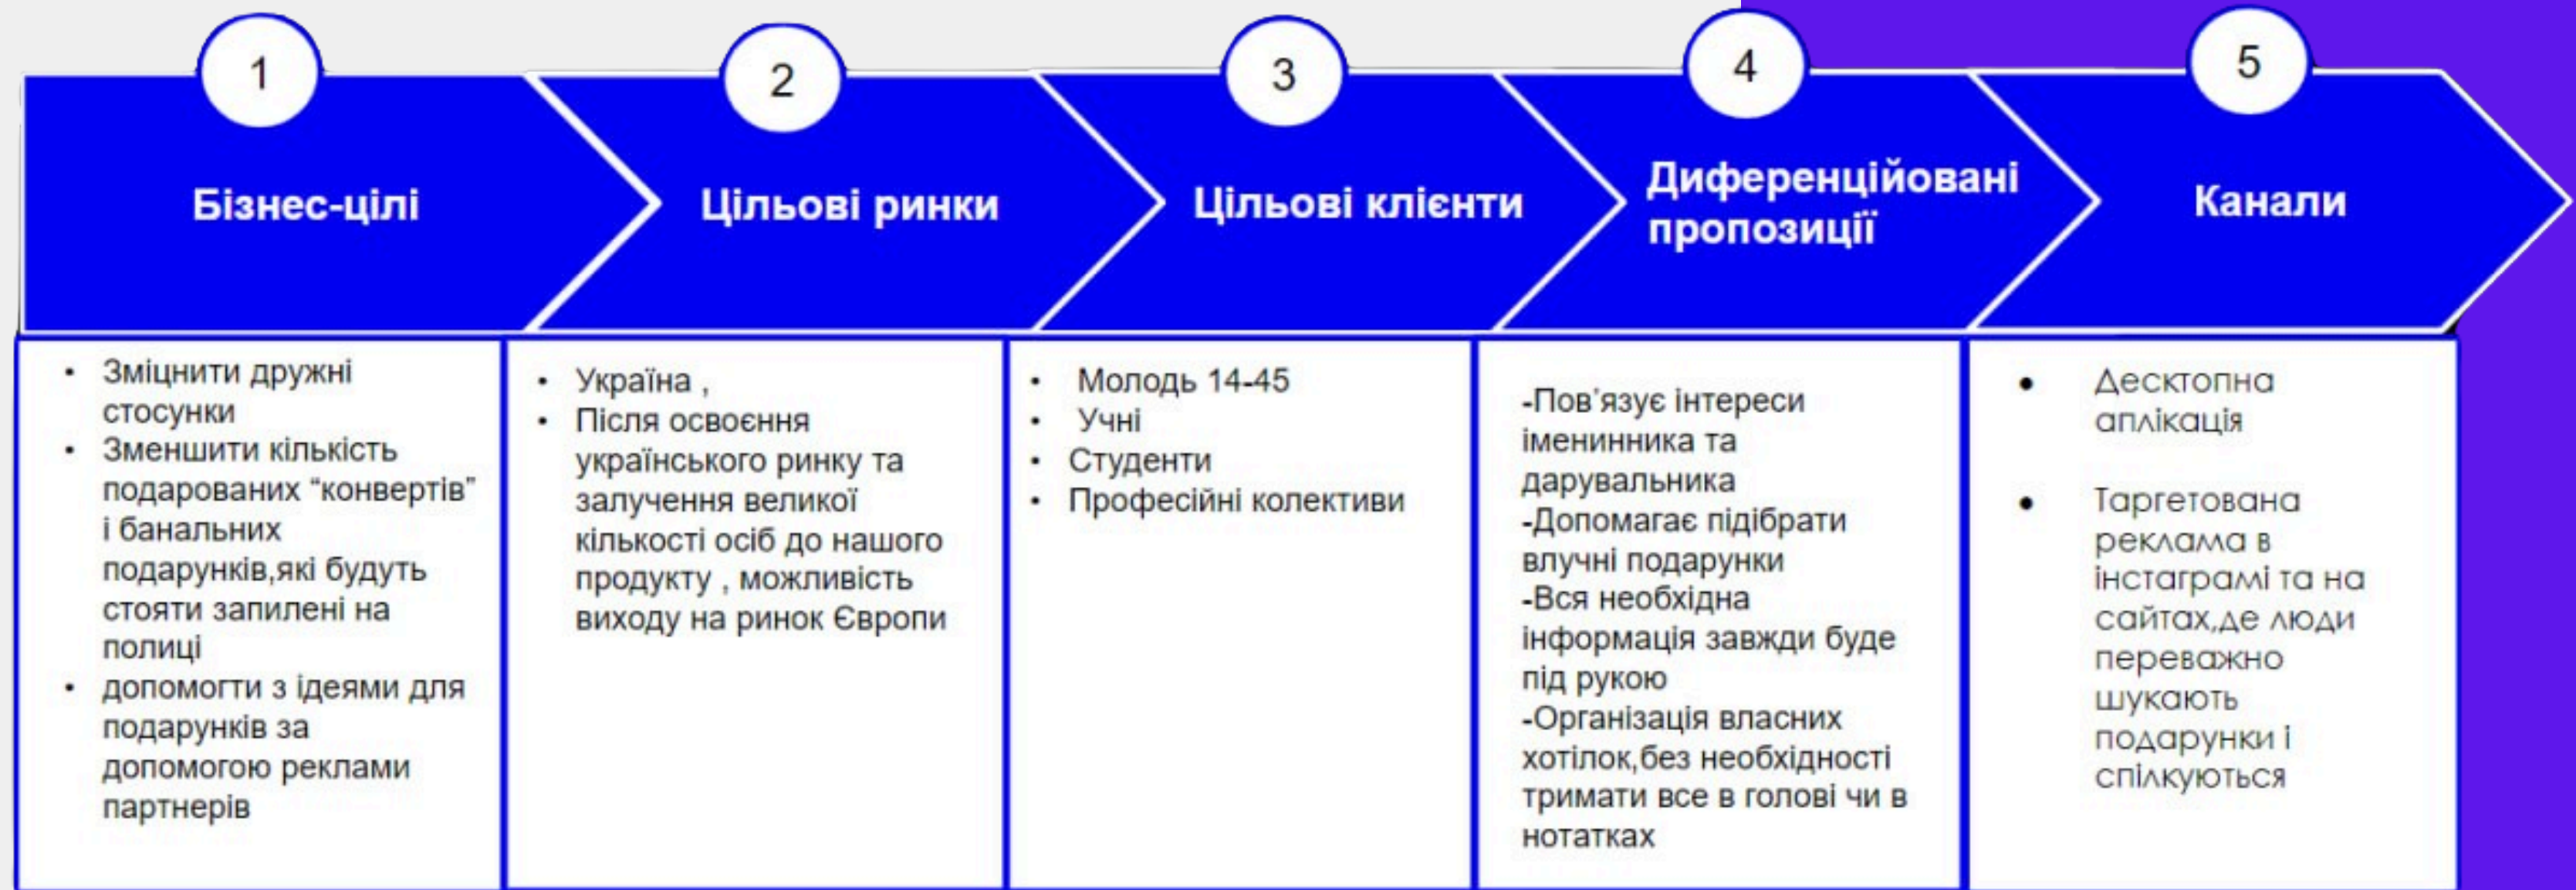 1
2
3
4
5
Бізнес-цілі
Цільові ринки
Цільові клієнти
Диференційовані
пропозиції
Канали
• Зміцнити дружні
стосунки
• Зменшити кількість
подарованих “конвертів”
і банальних
подарунків,які будуть
стояти запилені на
полиці
• допомогти з ідеями для
подарунків за
допомогою реклами
партнерів
• Україна ,
• Після освоєння
українського ринку та
залучення великої
кількості осіб до нашого
продукту , можливість
виходу на ринок Європи
• Молодь 14-45
• Учні
• Студенти
• Професійні колективи
-Пов’язує інтереси
іменинника та
дарувальника
-Допомагає підібрати
влучні подарунки
-Вся необхідна
інформація завжди буде
під рукою
-Організація власних
хотілок,без необхідності
тримати все в голові чи в
нотатках
• Десктопна
аплікація
• Таргетована
реклама в
інстаграмі та на
сайтах,де люди
переважно
шукають
подарунки і
спілкуються